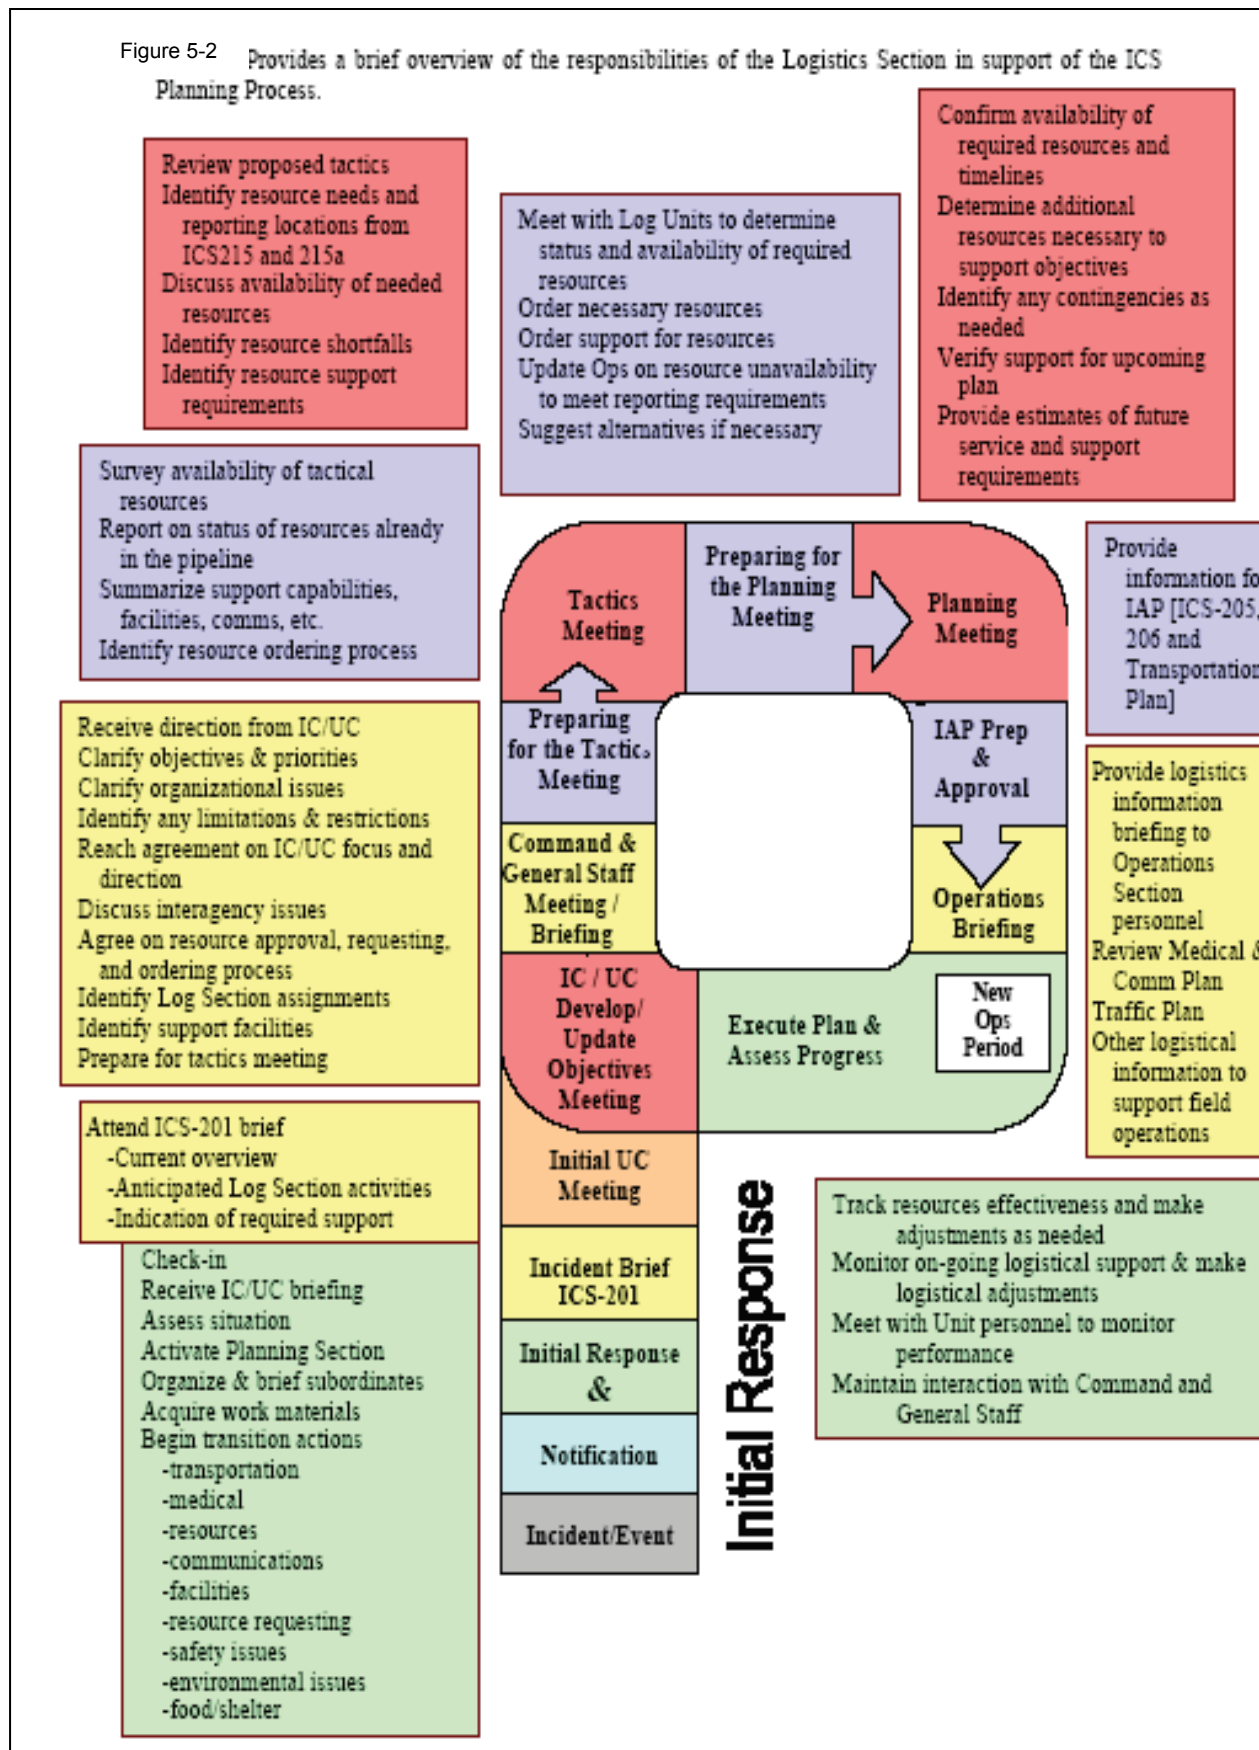 Figure 5-2
Provides a brief overview of the responsibilities of the Logistics Section in support of the ICS
Planning Process.
Review proposed tactics
Identify resource needs and
reporting locations from
ICS215 and 215a
Discuss availability of needed
resources
Identify resource shortfalls
Identify resource support
requirements
Meet with Log Units to determine
status and availability of required
resources
Order necessary resources
Order support for resources
Update Ops on resource unavailability
to meet reporting requirements
Suggest alternatives if necessary
Confirm availability of
required resources and
timelines
Determine additional
resources necessary to
support objectives
Identify any contingencies as
needed
Verify support for upcoming
plan
Provide estimates of future
service and support
requirements
Survey availability of tactical
resources
Report on status of resources already
in the pipeline
Summarize support capabilities,
facilities, comms, etc.
Identify resource ordering process
Tactics
Meeting
Preparing for
the Planning
Meeting
Planning
Meeting
Provide
information fo
IAP [ICS-205,
206 and
Transportation
Plan]
Receive direction from IC/UC
Clarify objectives & priorities
Clarify organizational issues
Identify any limitations & restrictions
Reach agreement on IC/UC focus and
direction
Discuss interagency issues
Agree on resource approval, requesting,
and ordering process
Identify Log Section assignments
Identify support facilities
Prepare for tactics meeting
Preparing
for the Tactics
Meeting
IAP Prep
&
Approval
Command &
General Staff
Meeting /
Briefing
Operations
Briefing
Provide logistics
information
briefing to
Operations
Section
personnel
Review Medical &
Comm Plan
Traffic Plan
Other logistical
information to
support field
operations
IC / UC
Develop/
Update
Objectives
Meeting
Execute Plan &
Assess Progress
New
Ops
Period
Attend ICS-201 brief
-Current overview
-Anticipated Log Section activities
-Indication of required support
Initial UC
Meeting
Incident Brief
ICS-201
Initial Response
&
Notification
Incident/Event
Initial Response
Check-in
Receive IC/UC briefing
Assess situation
Activate Planning Section
Organize & brief subordinates
Acquire work materials
Begin transition actions
-transportation
-medical
-resources
-communications
-facilities
-resource requesting
-safety issues
-environmental issues
-food/shelter
Track resources effectiveness and make
adjustments as needed
Monitor on-going logistical support & make
logistical adjustments
Meet with Unit personnel to monitor
performance
Maintain interaction with Command and
General Staff